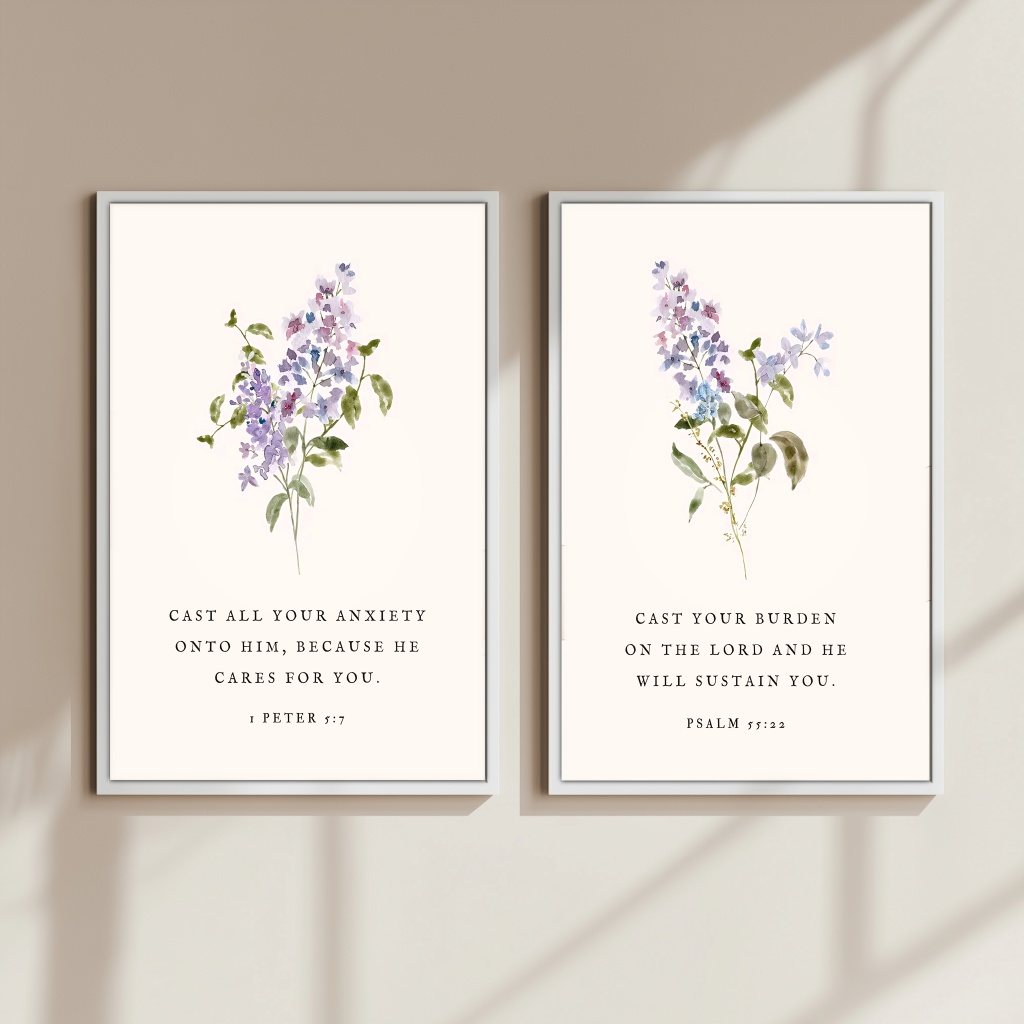 CAST ALL YOUR ANXIETY
ONTO HIM, BECAUSE HE
CARES FOR YOU.
1 PETER 5:7
CAST YOUR BURDEN
ON THE LORD AND HE
WILL SUSTAIN YOU.
PSALM 55:22